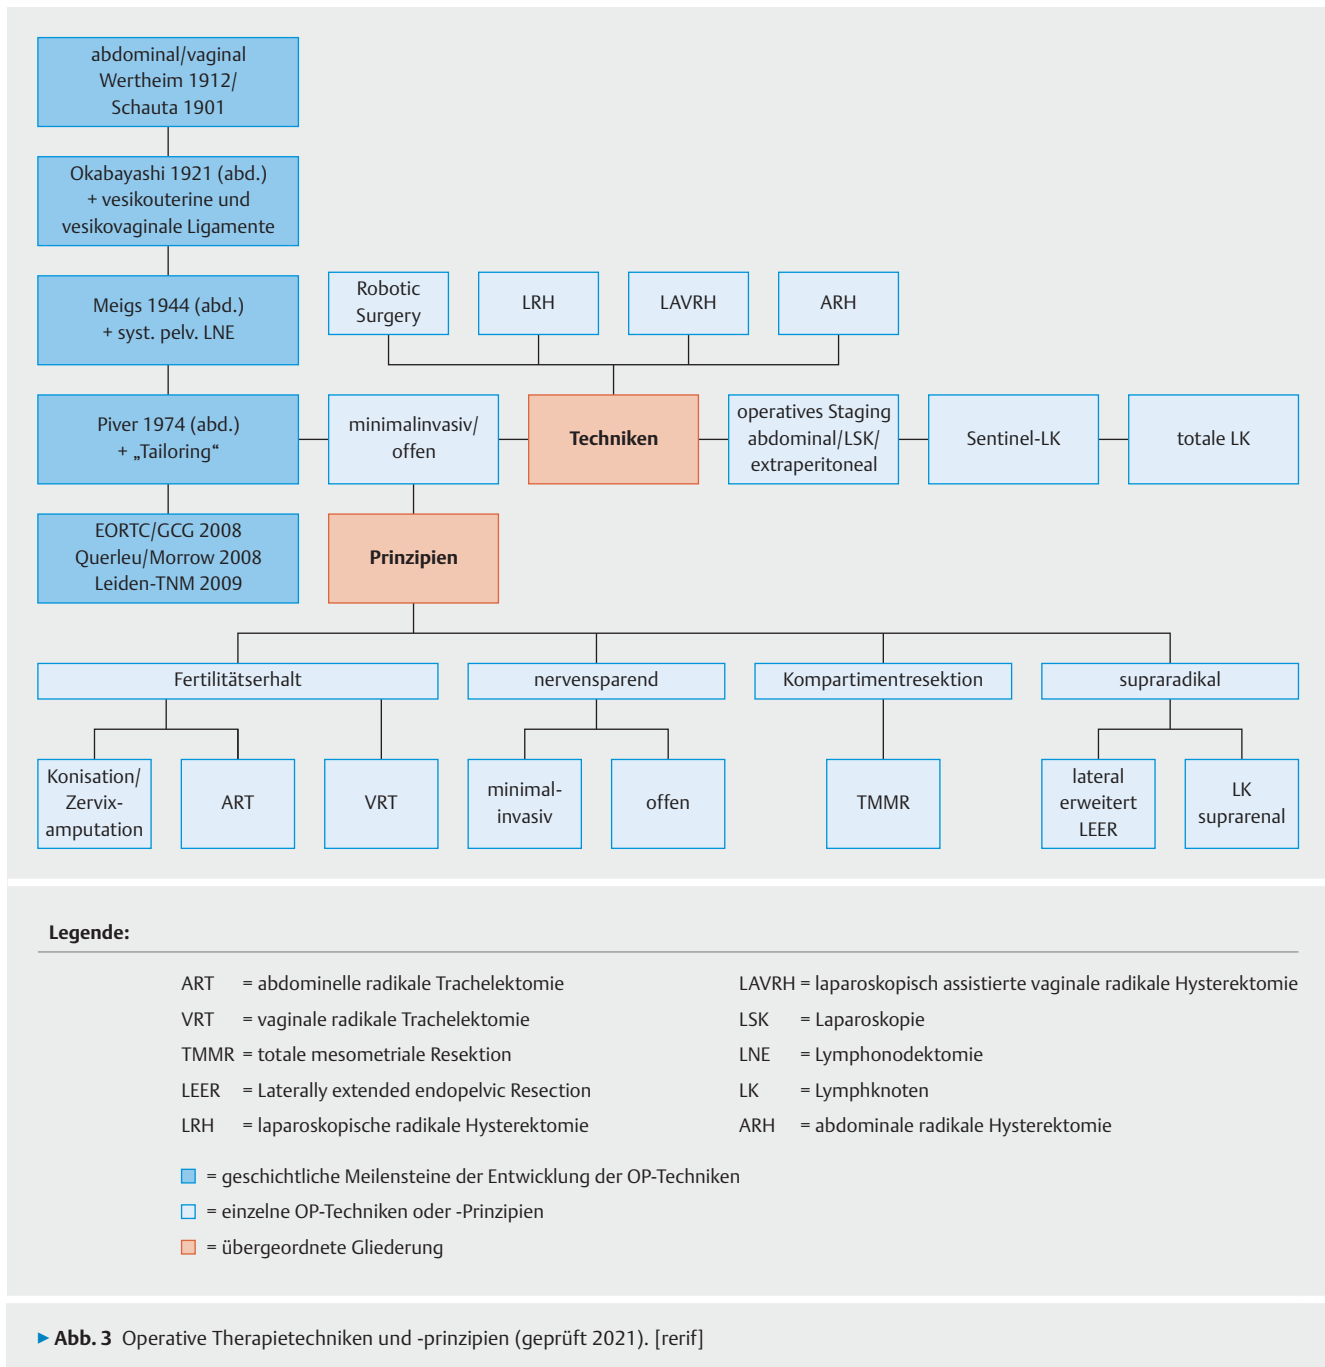 abdominal/vaginal
Wertheim 1912/
Schauta 1901
Okabayashi 1921 (abd.)
+ vesikouterine und
vesikovaginale Ligamente
Meigs 1944 (abd.)
+ syst. pelv. LNE
Robotic
Surgery
LRH
LAVRH
ARH
Piver 1974 (abd.)
+ „Tailoring“
minimalinvasiv/
offen
Techniken
operatives Staging
abdominal/LSK/
extraperitoneal
Sentinel-LK
totale LK
EORTC/GCG 2008
Querleu/Morrow 2008
Leiden-TNM 2009
Prinzipien
Fertilitätserhalt
nervensparend
Kompartimentresektion
supraradikal
Konisation/
Zervix-
amputation
ART
VRT
minimal-
invasiv
offen
TMMR
lateral
erweitert
LEER
LK
suprarenal
Legende:
ART = abdominelle radikale Trachelektomie
VRT = vaginale radikale Trachelektomie
TMMR = totale mesometriale Resektion
LEER = Laterally extended endopelvic Resection
LRH = laparoskopische radikale Hysterektomie
LAVRH = laparoskopisch assistierte vaginale radikale Hysterektomie
LSK = Laparoskopie
LNE = Lymphonodektomie
LK = Lymphknoten
ARH = abdominale radikale Hysterektomie
= geschichtliche Meilensteine der Entwicklung der OP-Techniken
= einzelne OP-Techniken oder -Prinzipien
= übergeordnete Gliederung
▶ Abb. 3 Operative Therapietechniken und -prinzipien (geprüft 2021). [rerif]